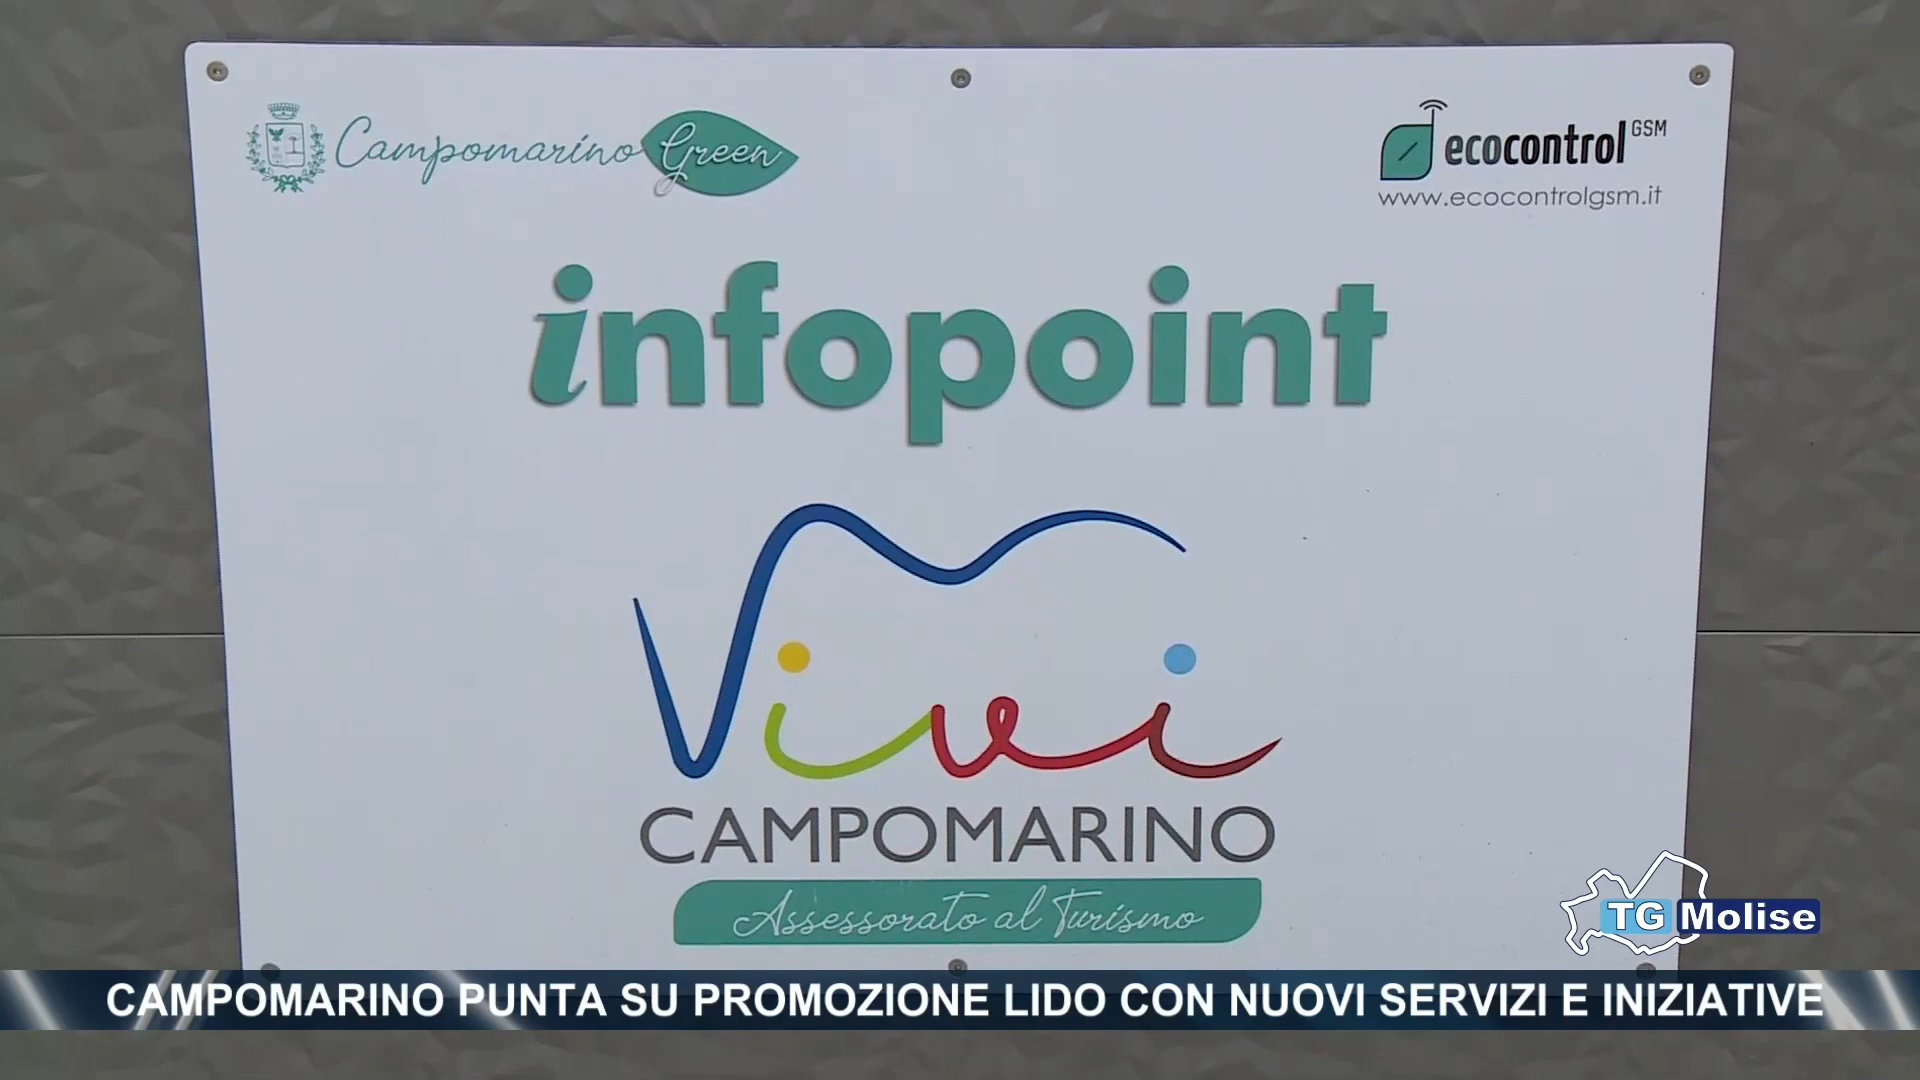 Campomarino Green
ecocontrol GSM
www.ecocontrolgsm.it
infopoint
Vivi
CAMPOMARINO
Assessorato al Turismo
TG Molise
CAMPOMARINO PUNTA SU PROMOZIONE LIDO CON NUOVI SERVIZI E INIZIATIVE